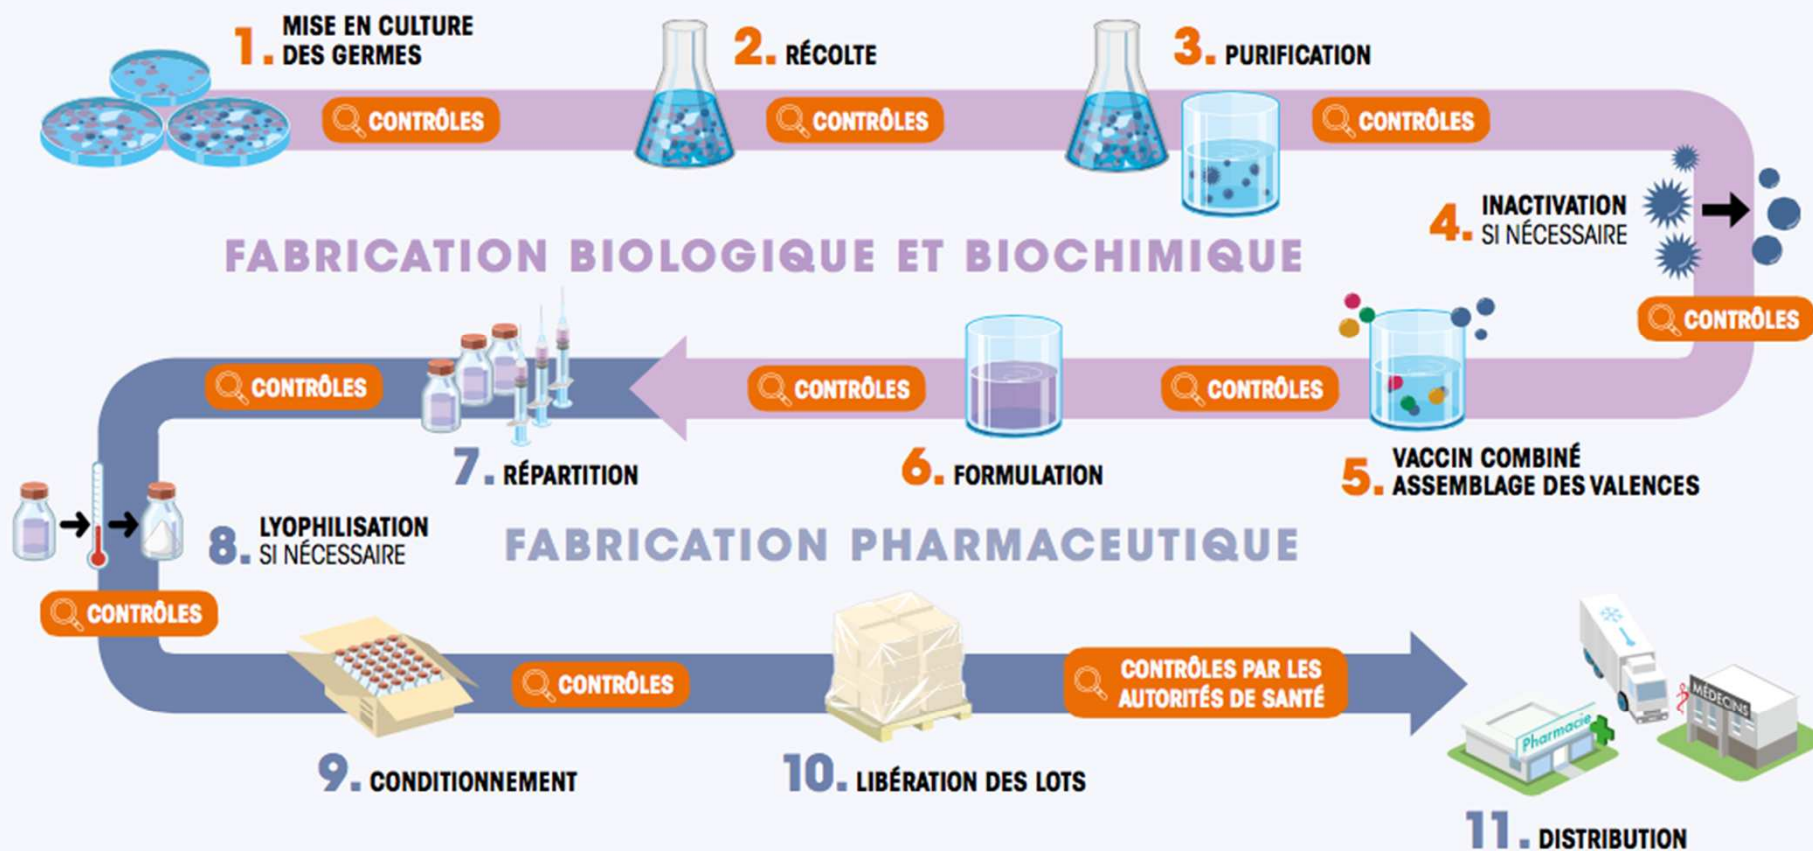 1. MISE EN CULTURE
DES GERMES
CONTRÔLES
2. RÉCOLTE
CONTRÔLES
3. PURIFICATION
CONTRÔLES
4. INACTIVATION
SI NÉCESSAIRE
CONTRÔLES
FABRICATION BIOLOGIQUE ET BIOCHIMIQUE
5. VACCIN COMBINÉ
ASSEMBLAGE DES VALENCES
CONTRÔLES
6. FORMULATION
CONTRÔLES
7. RÉPARTITION
CONTRÔLES
8. LYOPHILISATION
SI NÉCESSAIRE
CONTRÔLES
FABRICATION PHARMACEUTIQUE
9. CONDITIONNEMENT
CONTRÔLES
10. LIBÉRATION DES LOTS
CONTRÔLES PAR LES
AUTORITÉS DE SANTÉ
Pharmacie
MÉDECINS
11. DISTRIBUTION